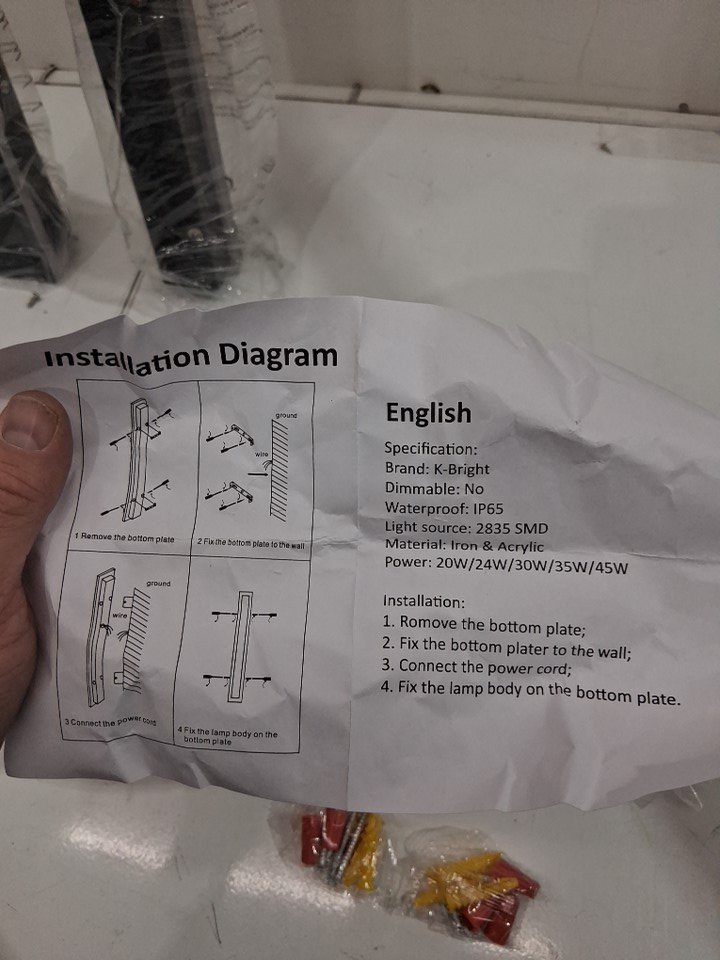 Installation Diagram
ground
wire
1 Remove the bottom plate
2 Fix the bottom plate to the wall
ground
wire
3 Connect the power cord
4 Fix the lamp body on the
bottom plate
English
Specification:
Brand: K-Bright
Dimmable: No
Waterproof: IP65
Light source: 2835 SMD
Material: Iron & Acrylic
Power: 20W/24W/30W/35W/45W
Installation:
1. Romove the bottom plate;
2. Fix the bottom plater to the wall;
3. Connect the power cord;
4. Fix the lamp body on the bottom plate.